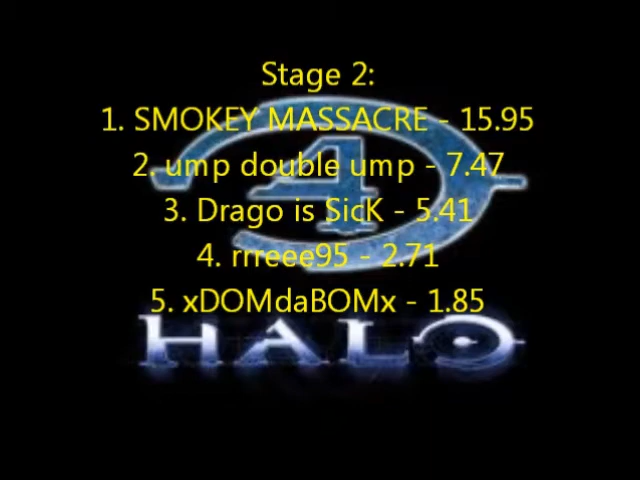 Stage 2:
1. SMOKEY MASSACRE - 15.95
2. ump double ump - 7.47
3. Drago is SicK - 5.41
4. rrreee95 - 2.71
5. xDOMdaBOMx - 1.85
4
HALO